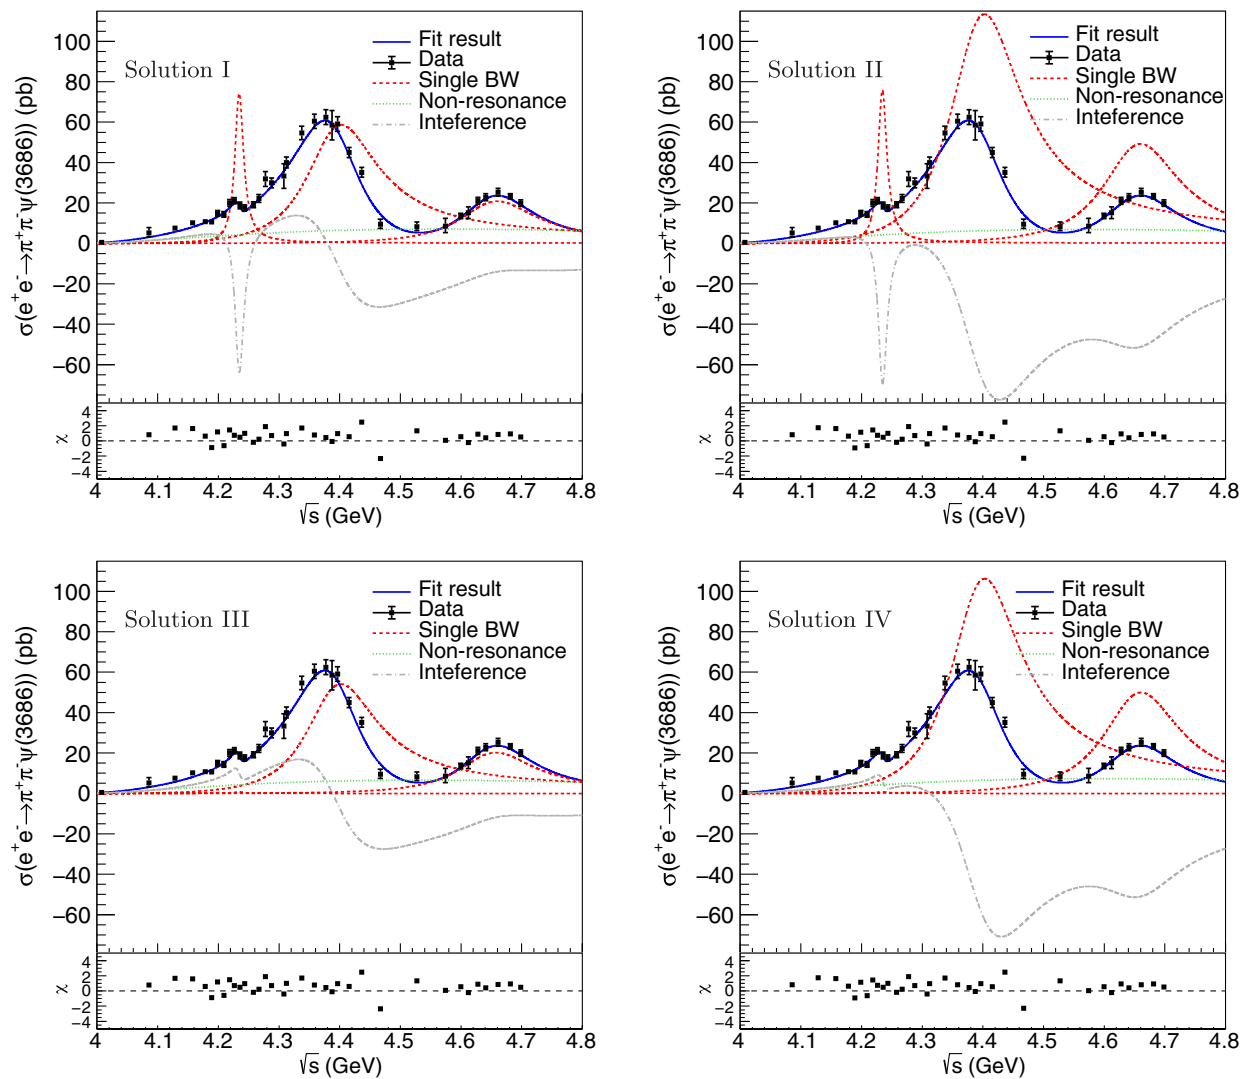 Solution I
Fit result
Data
Single BW
Non-resonance
Inteference
σ(e⁺e⁻→π⁺π⁻ψ(3686)) (pb)
100
80
60
40
20
0
−20
−40
−60
χ
4
2
0
−2
−4
4 4.1 4.2 4.3 4.4 4.5 4.6 4.7 4.8
√s (GeV)
Solution II
Fit result
Data
Single BW
Non-resonance
Inteference
σ(e⁺e⁻→π⁺π⁻ψ(3686)) (pb)
100
80
60
40
20
0
−20
−40
−60
χ
4
2
0
−2
−4
4 4.1 4.2 4.3 4.4 4.5 4.6 4.7 4.8
√s (GeV)
Solution III
Fit result
Data
Single BW
Non-resonance
Inteference
σ(e⁺e⁻→π⁺π⁻ψ(3686)) (pb)
100
80
60
40
20
0
−20
−40
−60
χ
4
2
0
−2
−4
4 4.1 4.2 4.3 4.4 4.5 4.6 4.7 4.8
√s (GeV)
Solution IV
Fit result
Data
Single BW
Non-resonance
Inteference
σ(e⁺e⁻→π⁺π⁻ψ(3686)) (pb)
100
80
60
40
20
0
−20
−40
−60
χ
4
2
0
−2
−4
4 4.1 4.2 4.3 4.4 4.5 4.6 4.7 4.8
√s (GeV)